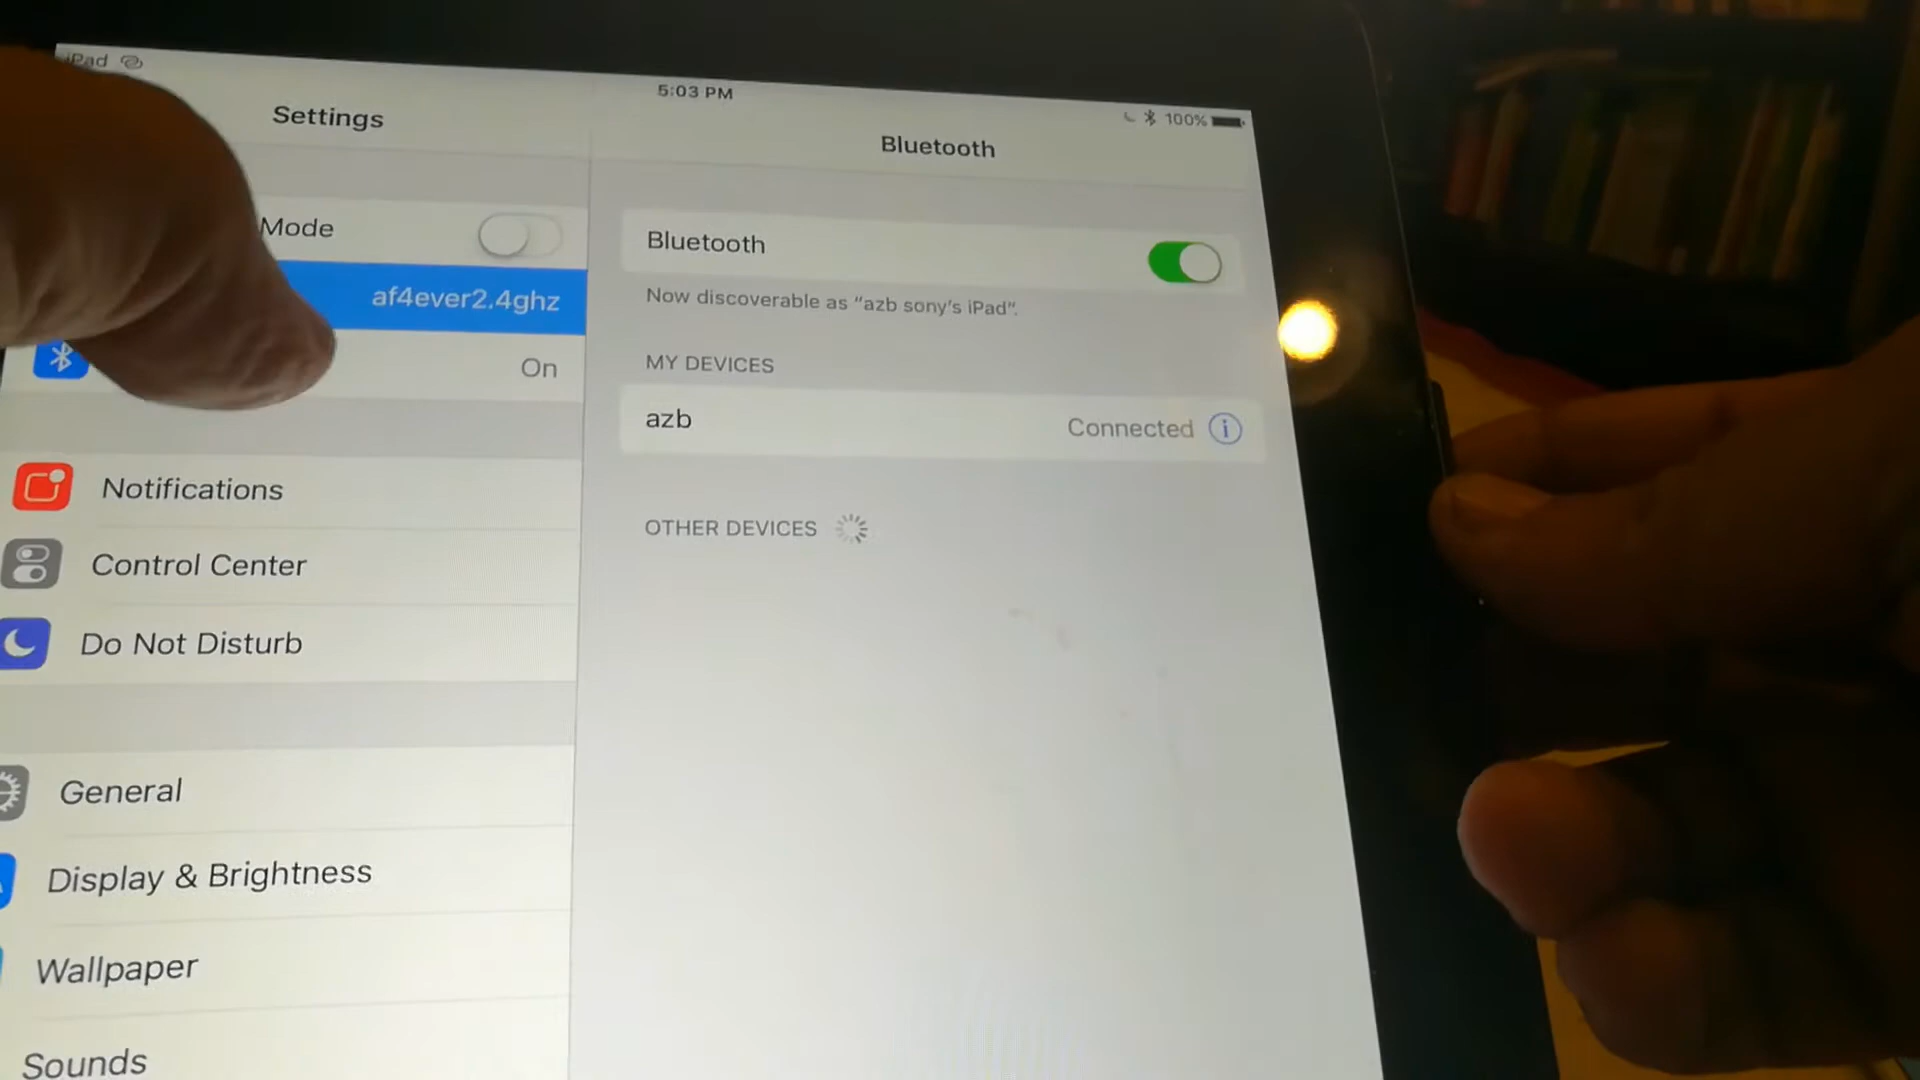 iPad
5:03 PM
100%
Settings
Bluetooth
Mode
af4ever2.4ghz
On
Notifications
Control Center
Do Not Disturb
General
Display & Brightness
Wallpaper
Sounds
Bluetooth
Now discoverable as “azb sony's iPad”.
MY DEVICES
azb Connected
OTHER DEVICES